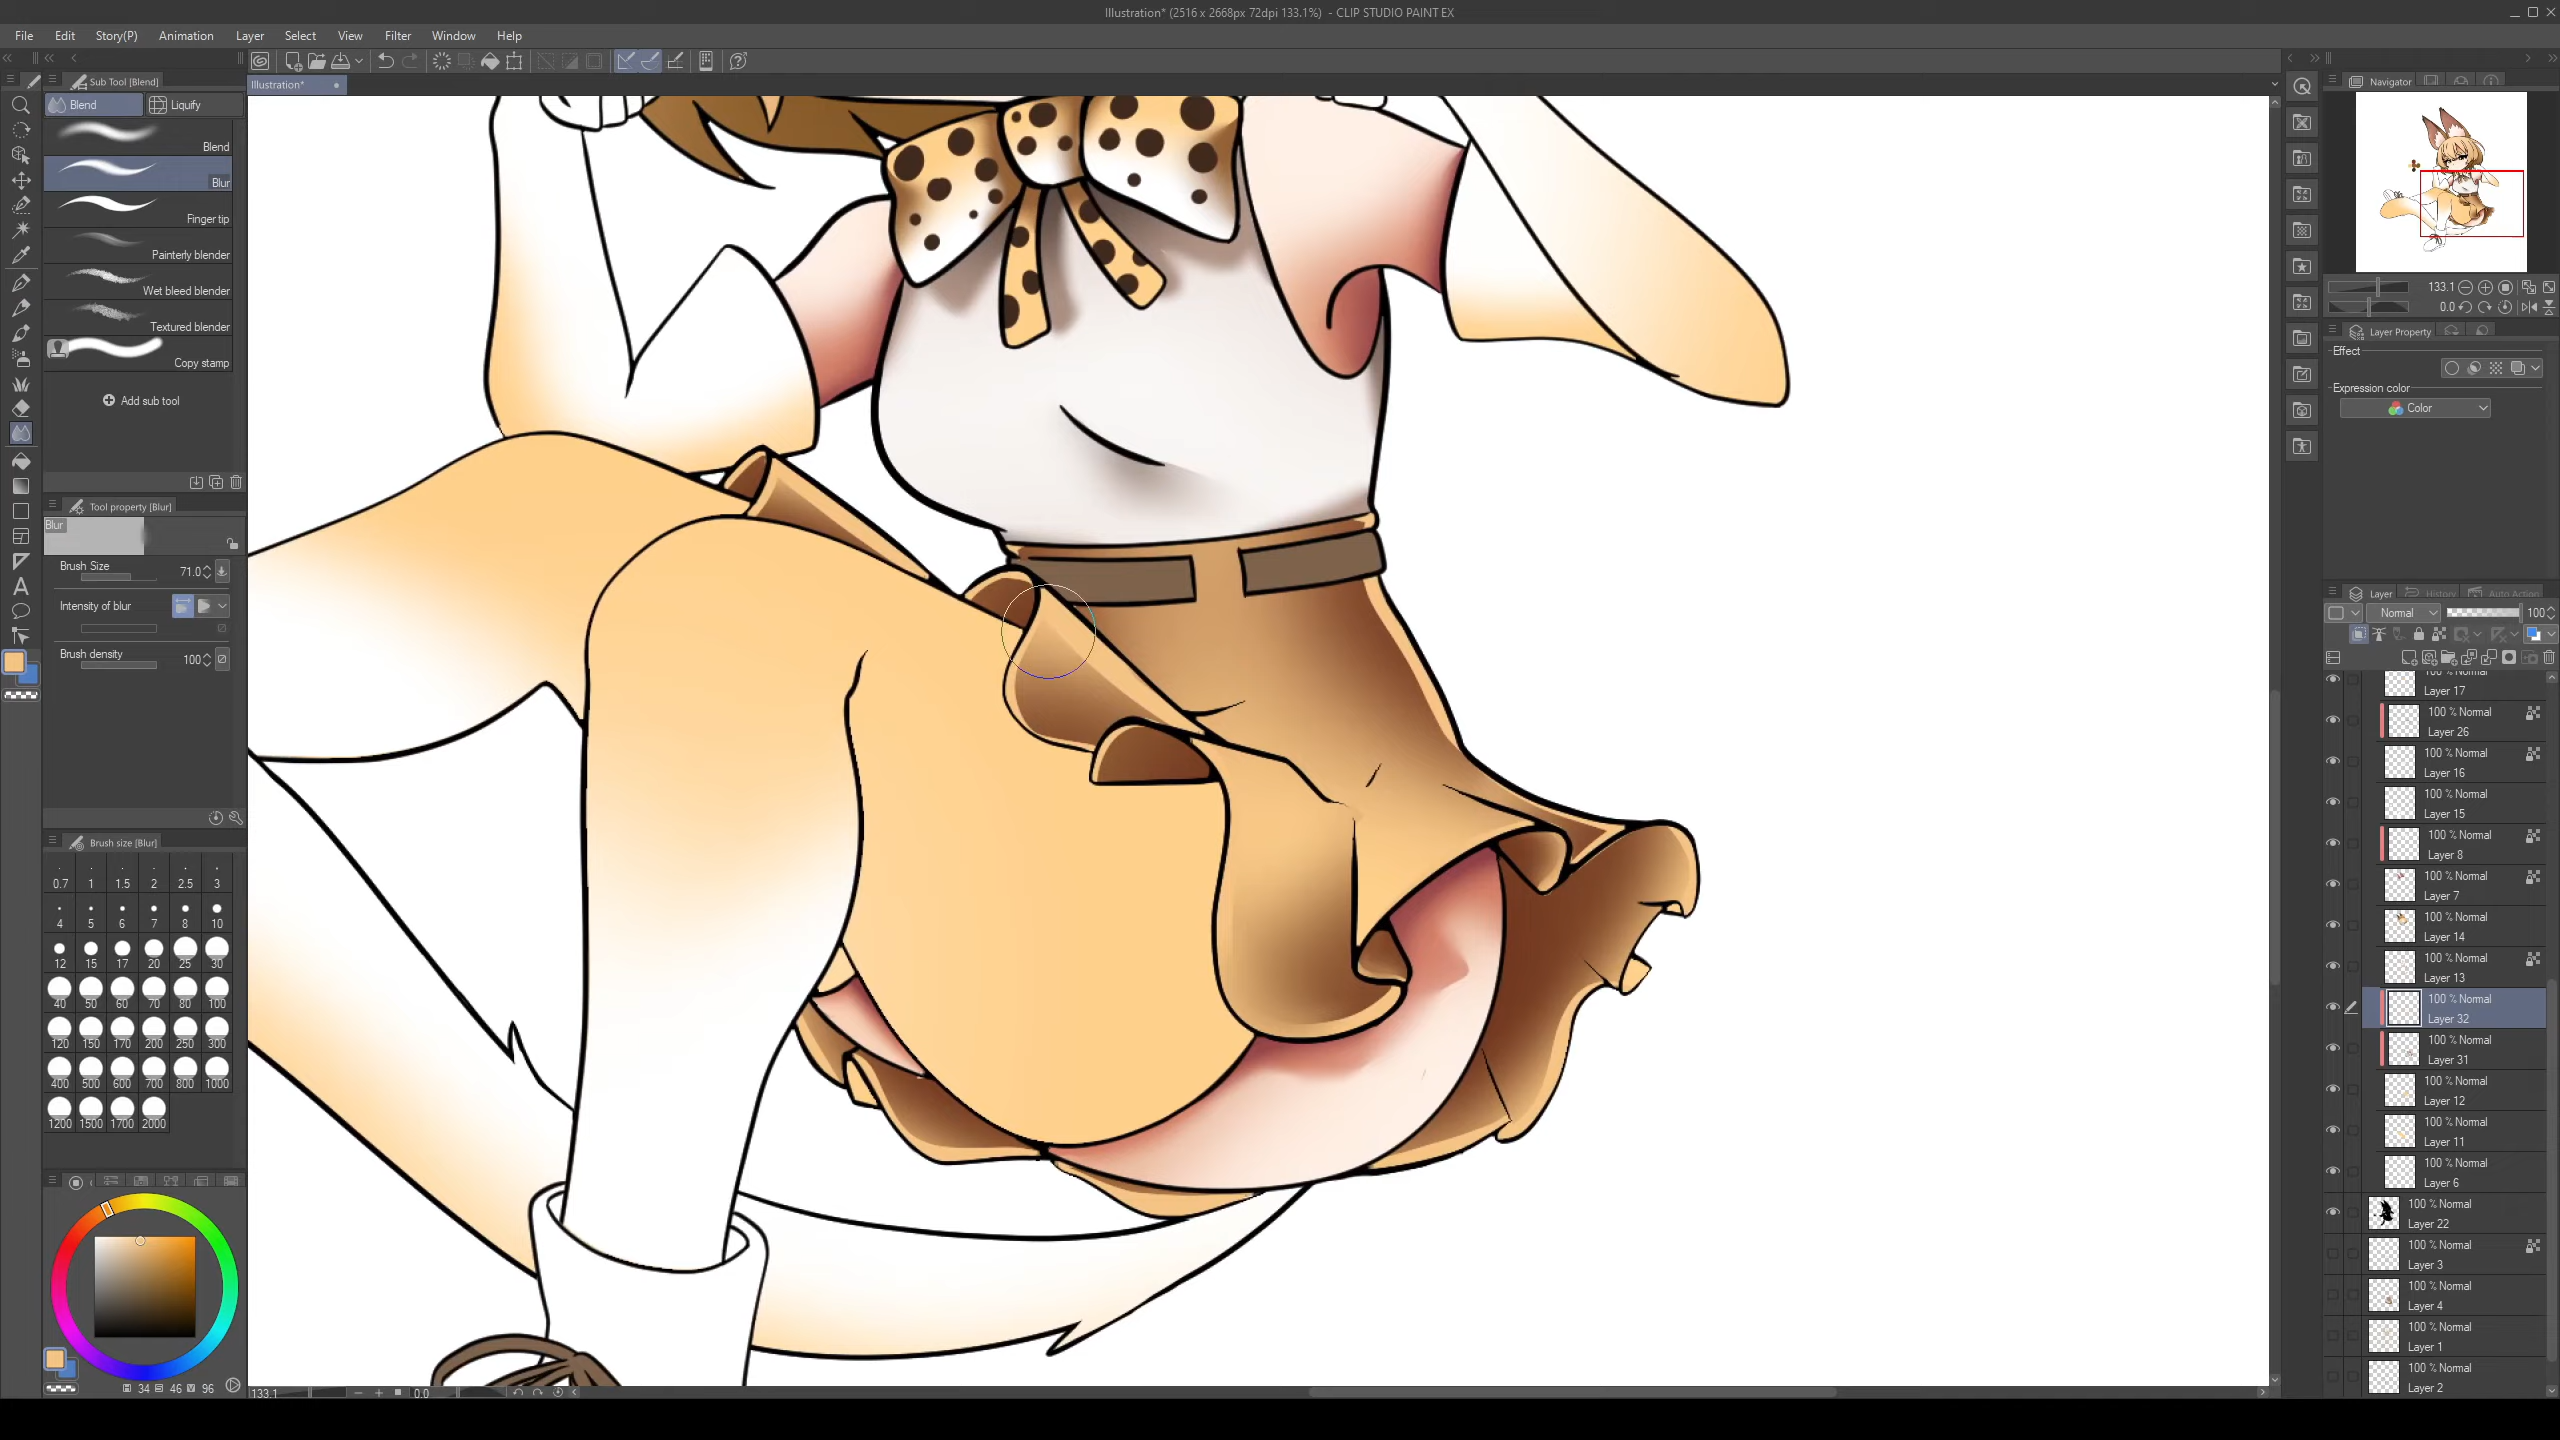 Illustration* (2516 x 2668px 72dpi 133.1%) - CLIP STUDIO PAINT EX
File Edit Story(P) Animation Layer Select View Filter Window Help
Sub Tool [Blend]
Illustration*
Blend Liquify
Blend
Blur
Finger tip
Painterly blender
Wet bleed blender
Textured blender
Copy stamp
Add sub tool
Tool property [Blur]
Blur
Brush Size 71.0
Intensity of blur
Brush density 100
Brush size [Blur]
0.7 1 1.5 2 2.5 3
4 5 6 7 8 10
12 15 17 20 25 30
40 50 60 70 80 100
120 150 170 200 250 300
400 500 600 700 800 1000
1200 1500 1700 2000
34 46 96
133.1 0.0
Navigator
133.1
0.0
Layer Property
Effect
Expression color
Color
Layer History Auto Action
Normal 100
Layer 17
100 % Normal
Layer 26
100 % Normal
Layer 16
100 % Normal
Layer 15
100 % Normal
Layer 8
100 % Normal
Layer 7
100 % Normal
Layer 14
100 % Normal
Layer 13
100 % Normal
Layer 32
100 % Normal
Layer 31
100 % Normal
Layer 12
100 % Normal
Layer 11
100 % Normal
Layer 6
100 % Normal
Layer 22
100 % Normal
Layer 3
100 % Normal
Layer 4
100 % Normal
Layer 1
100 % Normal
Layer 2